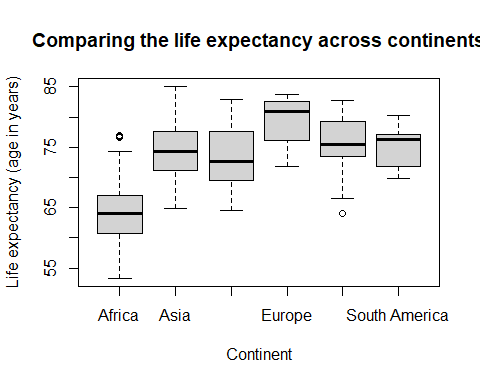 Comparing the life expectancy across continents
Life expectancy (age in years)
85
75
65
55
Africa Asia Europe South America
Continent